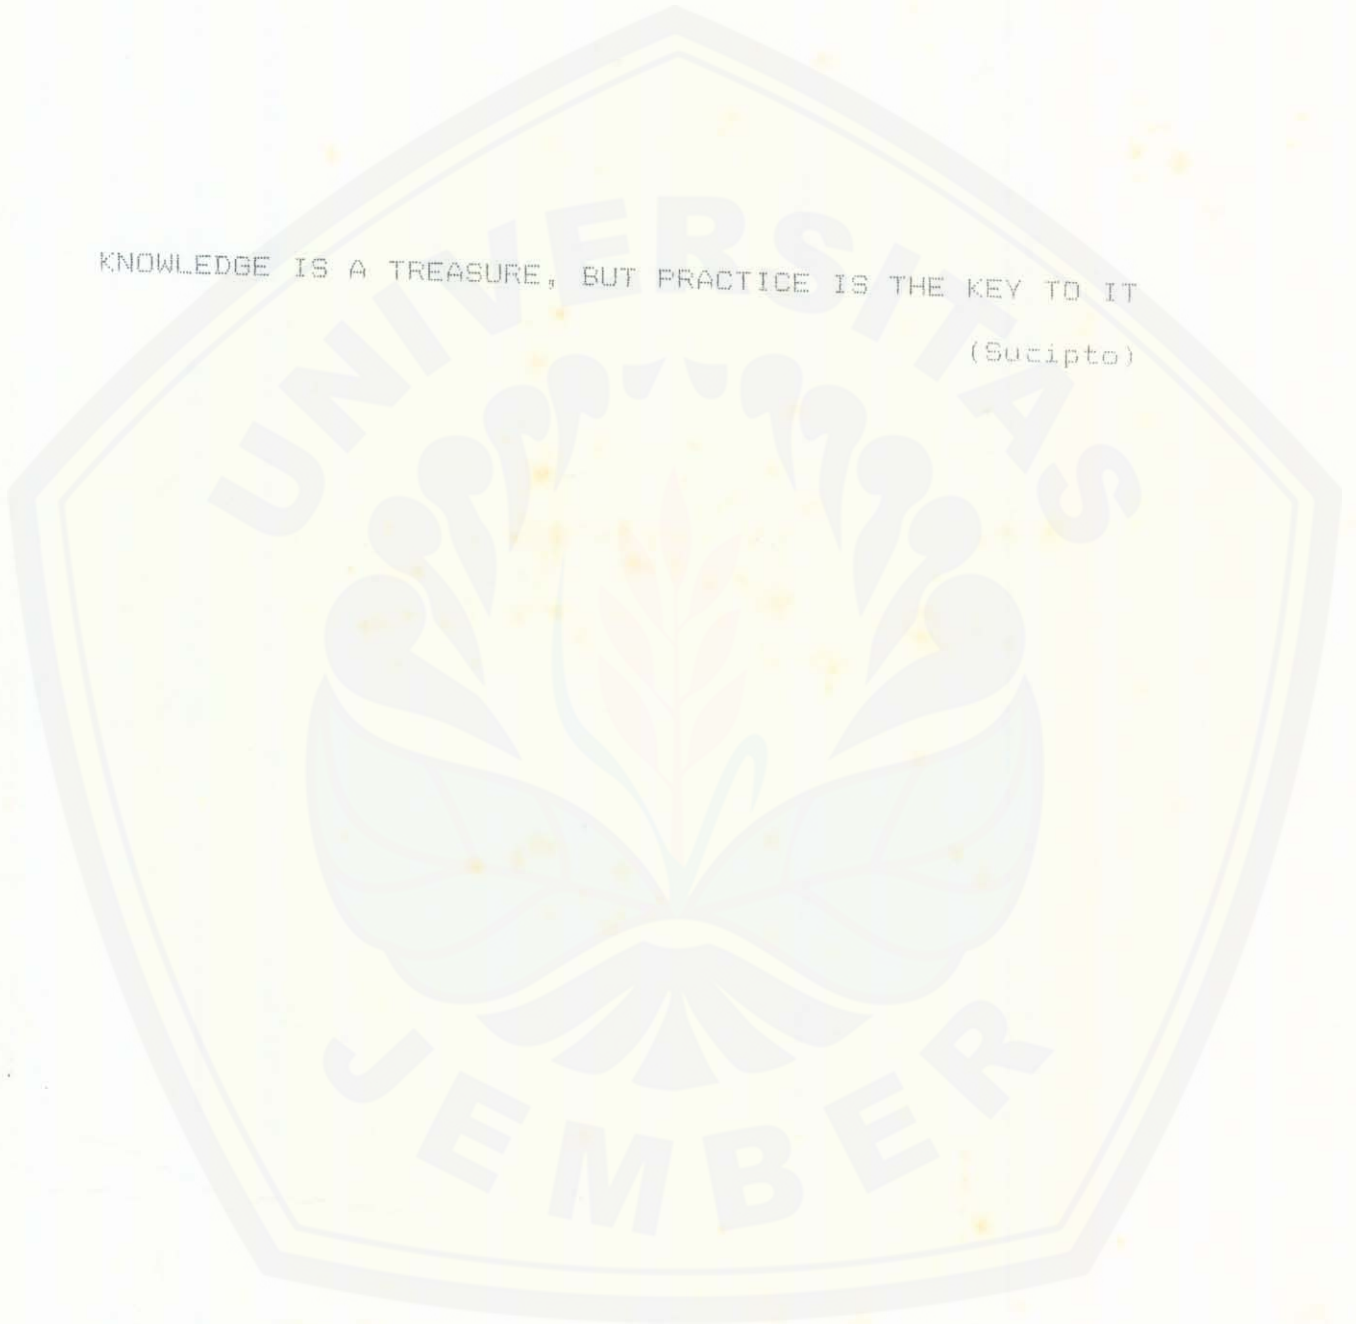 KNOWLEDGE IS A TREASURE, BUT PRACTICE IS THE KEY TO IT
(Sucipto)
UNIVERSITAS
JEMBER